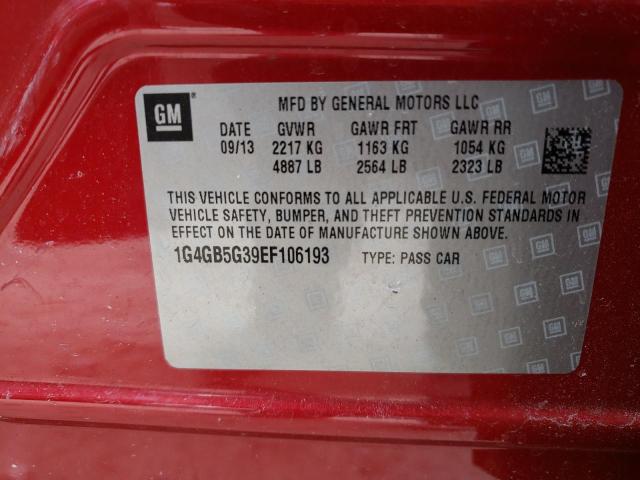 GM
MFD BY GENERAL MOTORS LLC
DATE GVWR GAWR FRT GAWR RR
09/13 2217 KG 1163 KG 1054 KG
4887 LB 2564 LB 2323 LB
THIS VEHICLE CONFORMS TO ALL APPLICABLE U.S. FEDERAL MOTOR
VEHICLE SAFETY, BUMPER, AND THEFT PREVENTION STANDARDS IN
EFFECT ON THE DATE OF MANUFACTURE SHOWN ABOVE.
1G4GB5G39EF106193 TYPE: PASS CAR